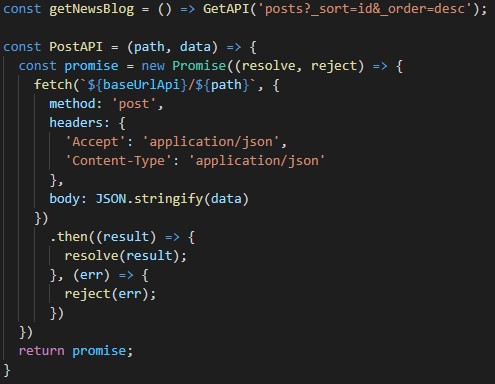 const getNewsBlog = () => GetAPI('posts?_sort=id&_order=desc');

const PostAPI = (path, data) => {
  const promise = new Promise((resolve, reject) => {
    fetch(`${baseUrlApi}/${path}`, {
      method: 'post',
      headers: {
        'Accept': 'application/json',
        'Content-Type': 'application/json'
      },
      body: JSON.stringify(data)
    })
      .then((result) => {
        resolve(result);
      }, (err) => {
        reject(err);
      })
  })
  return promise;
}